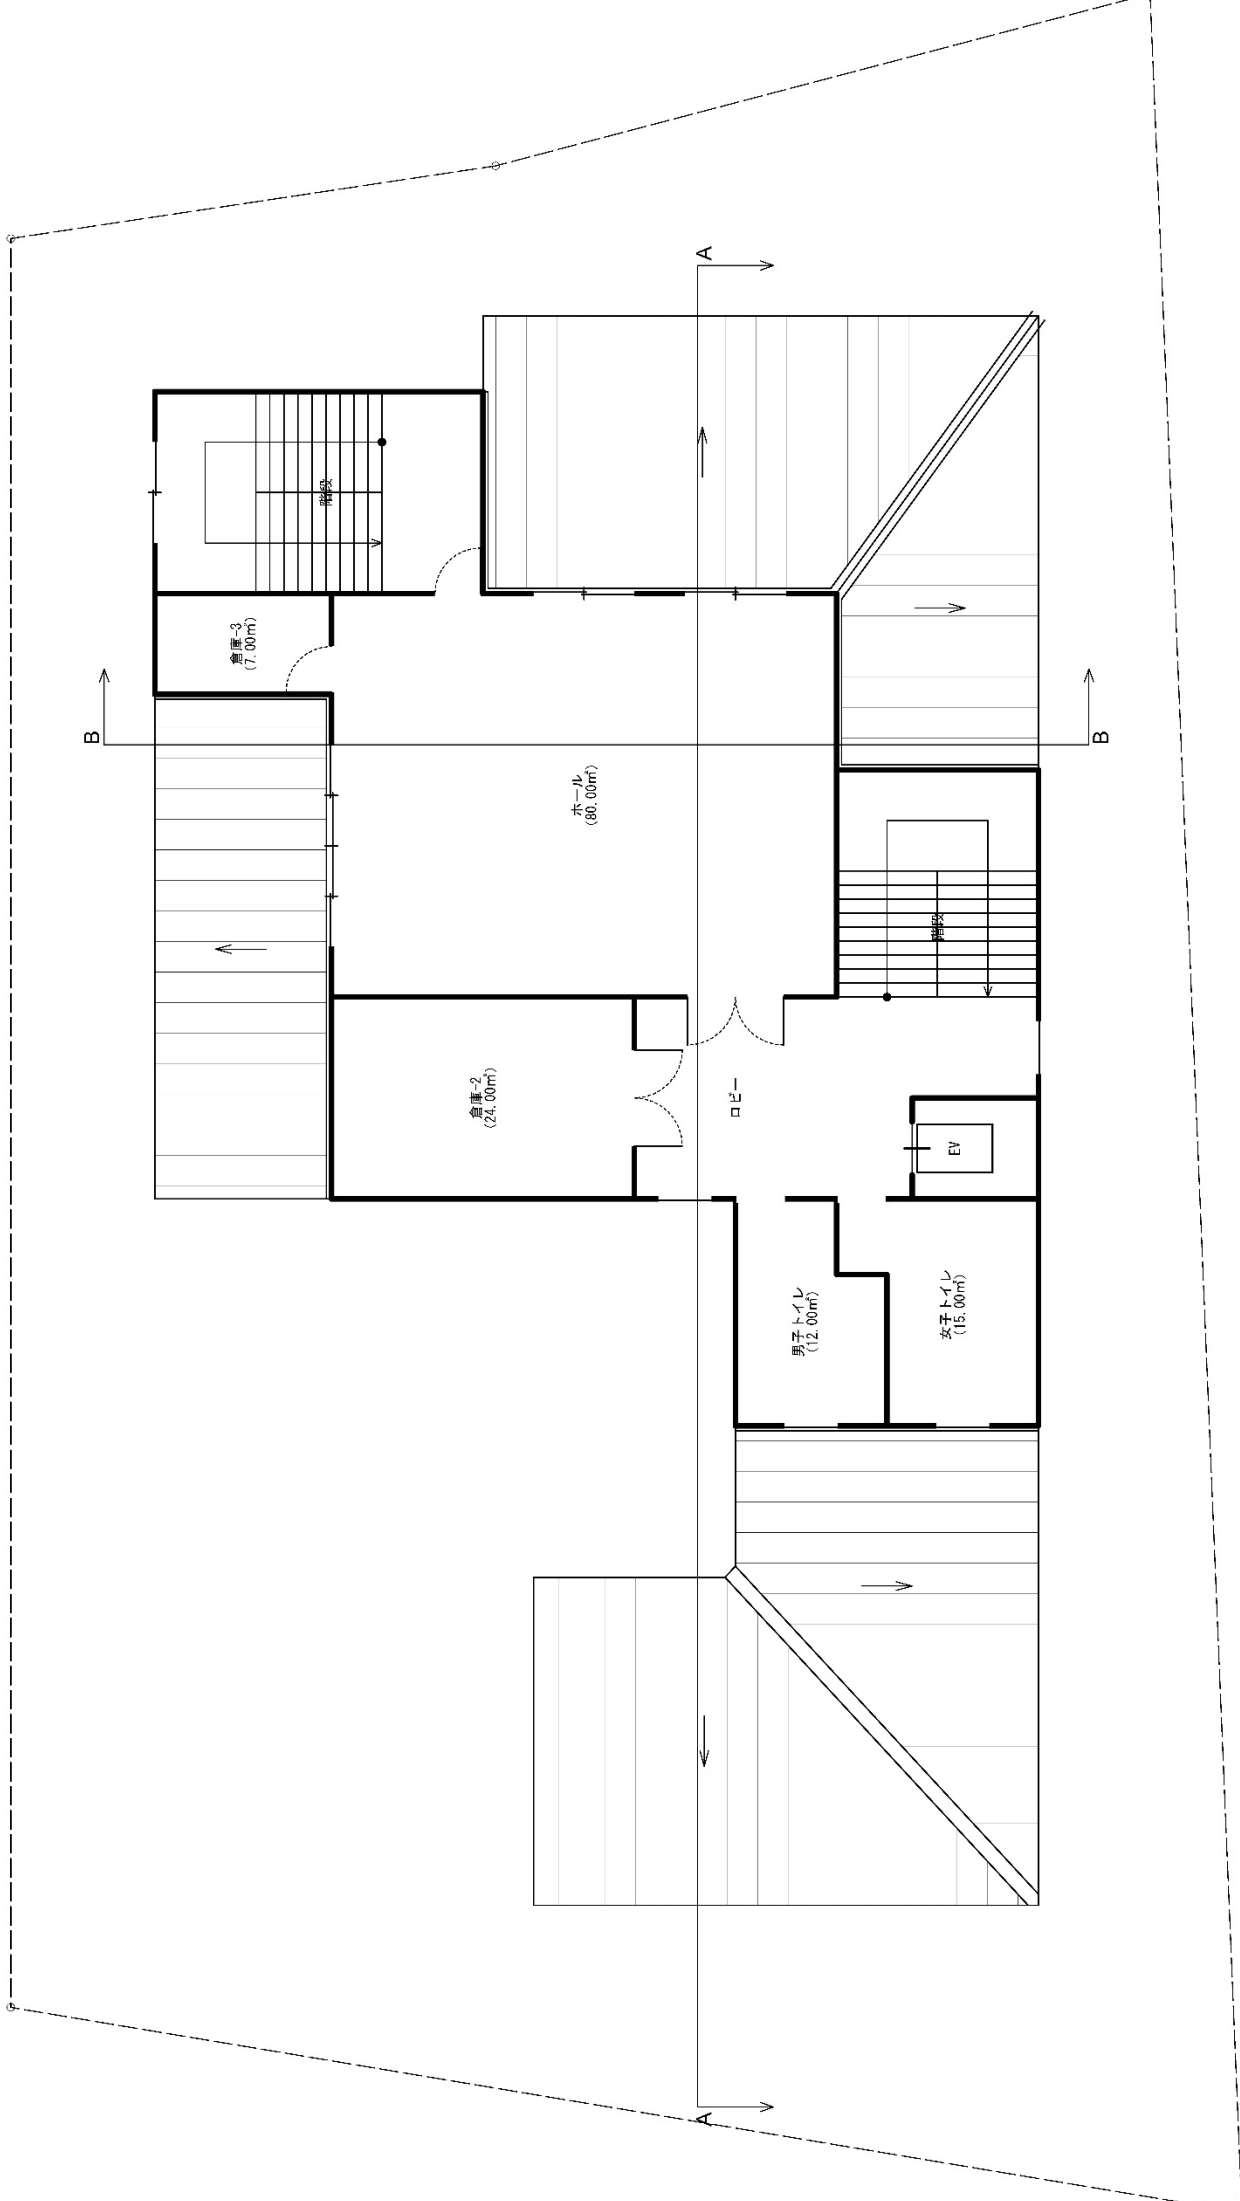 A
階段
倉庫-3
(7.00㎡)
B
B
ホール
(80.00㎡)
階段
倉庫-2
(24.00㎡)
ロビー
EV
男子トイレ
(12.00㎡)
女子トイレ
(15.00㎡)
A